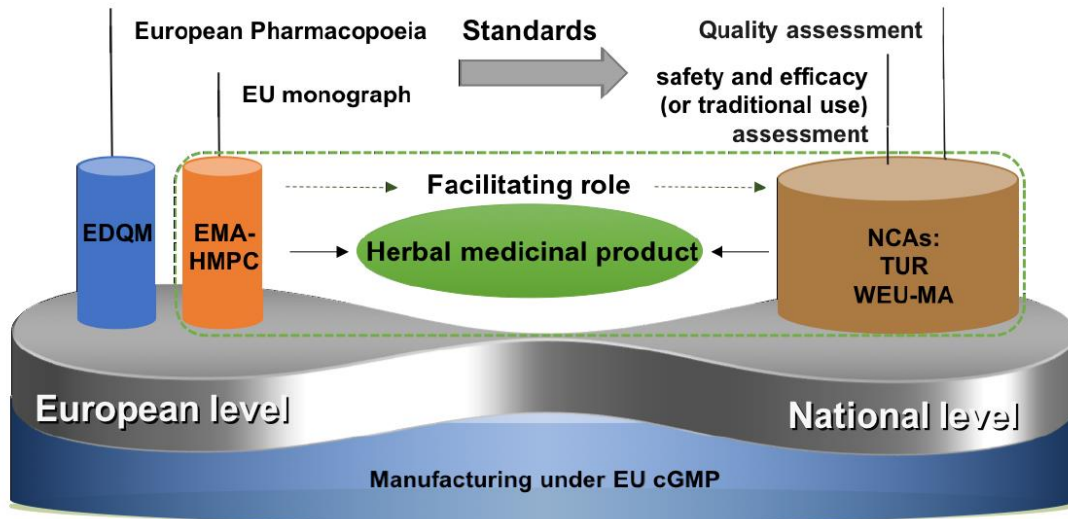 European Pharmacopoeia
Standards
Quality assessment
EU monograph
safety and efficacy
(or traditional use)
assessment
EDQM
EMA-
HMPC
Facilitating role
Herbal medicinal product
NCAs:
TUR
WEU-MA
European level
National level
Manufacturing under EU cGMP